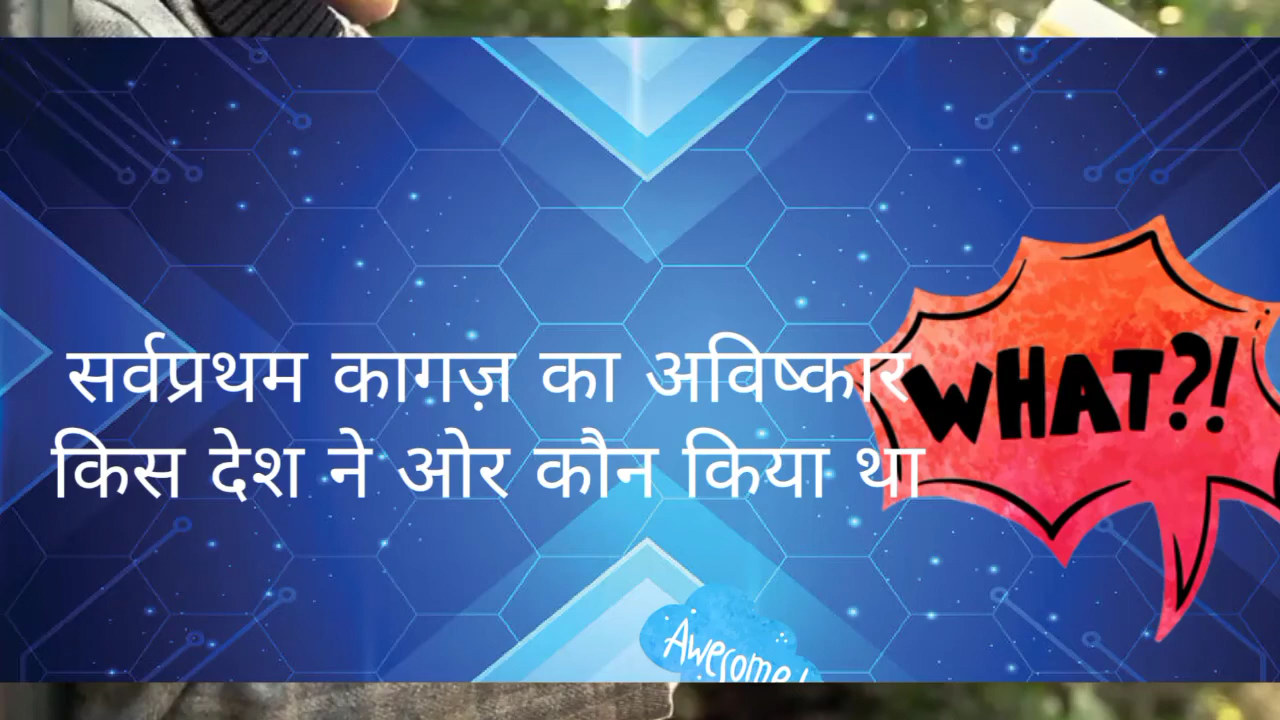 सर्वप्रथम कागज़ का अविष्कार
किस देश ने ओर कौन किया था
WHAT?!
Awesome!